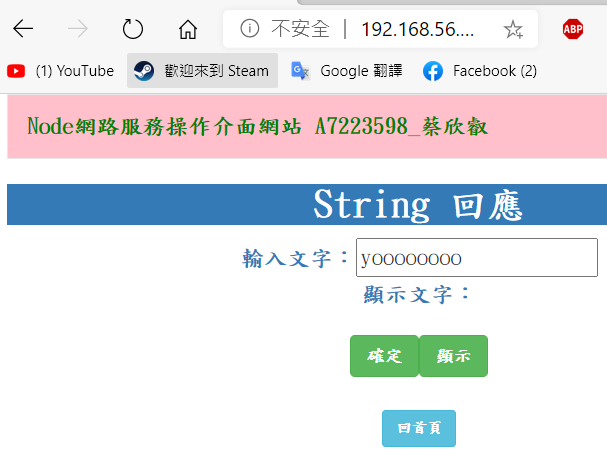 不安全 | 192.168.56....
ABP
(1) YouTube 歡迎來到 Steam Google 翻譯 Facebook (2)
Node網路服務操作介面網站 A7223598_蔡欣叡
String 回應
輸入文字：yoooooooo
顯示文字：
確定 顯示
回首頁